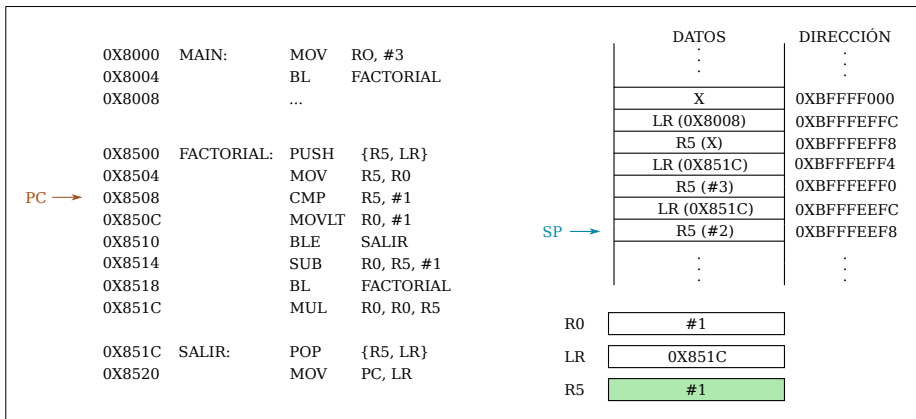 0X8000 MAIN: MOV RO, #3
0X8004 BL FACTORIAL
0X8008 ...
0X8500 FACTORIAL: PUSH {R5, LR}
0X8504 MOV R5, R0
PC 0X8508 CMP R5, #1
0X850C MOVLT R0, #1
0X8510 BLE SALIR
0X8514 SUB R0, R5, #1
0X8518 BL FACTORIAL
0X851C MUL R0, R0, R5
0X851C SALIR: POP {R5, LR}
0X8520 MOV PC, LR
DATOS DIRECCIÓN
X 0XBFFFF000
LR (0X8008) 0XBFFFEFFC
R5 (X) 0XBFFFEFF8
LR (0X851C) 0XBFFFEFF4
R5 (#3) 0XBFFFEFF0
LR (0X851C) 0XBFFFEEFC
SP R5 (#2) 0XBFFFEEF8
R0 #1
LR 0X851C
R5 #1